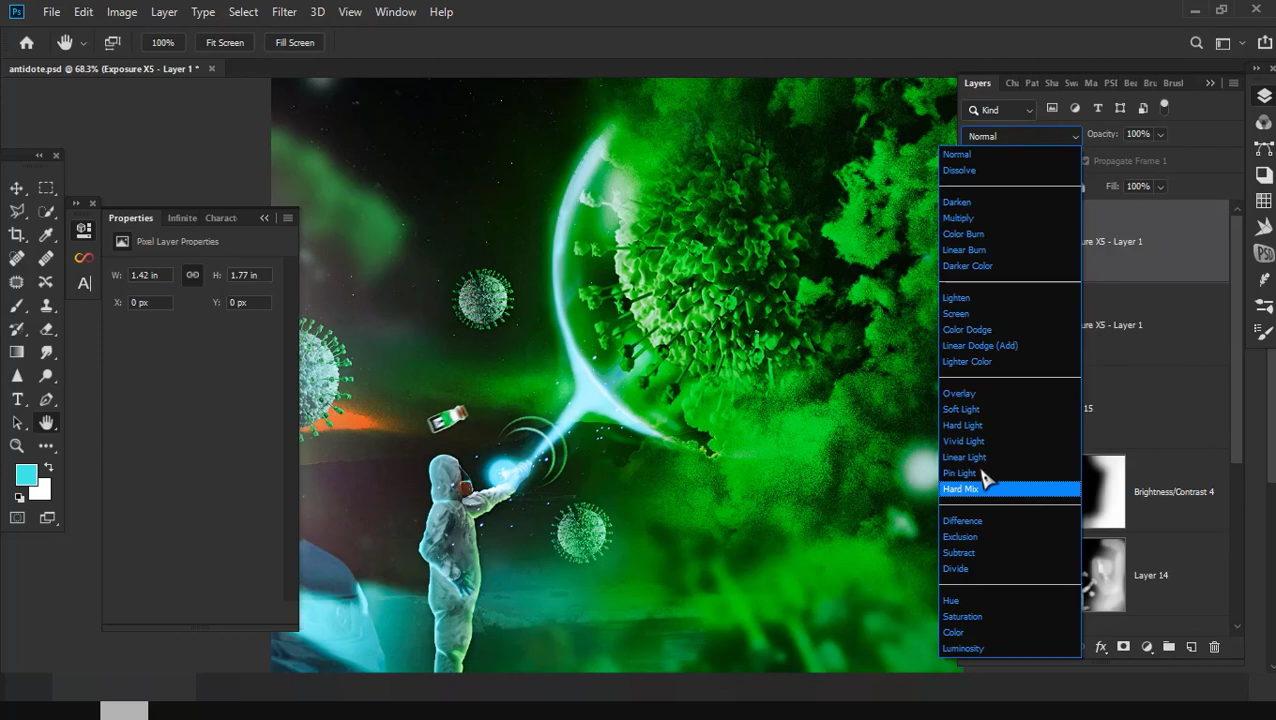 Ps File Edit Image Layer Type Select Filter 3D View Window Help
100% Fit Screen Fill Screen
antidote.psd @ 68.3% (Exposure X5 - Layer 1 *
Layers Pat Sha Ma PSD Bru Brusl
Kind
Normal Opacity: 100%
Propagate Frame 1
Fill: 100%
Normal
Dissolve
Darken
Multiply
Color Burn
Linear Burn
Darker Color
Lighten
Screen
Color Dodge
Linear Dodge (Add)
Lighter Color
Overlay
Soft Light
Hard Light
Vivid Light
Linear Light
Pin Light
Hard Mix
Difference
Exclusion
Subtract
Divide
Hue
Saturation
Color
Luminosity
ure X5 - Layer 1
ure X5 - Layer 1
15
Brightness/Contrast 4
Layer 14
fx
PSD
Properties Infinite Charact
Pixel Layer Properties
W: 1.42 in H: 1.77 in
X: 0 px Y: 0 px